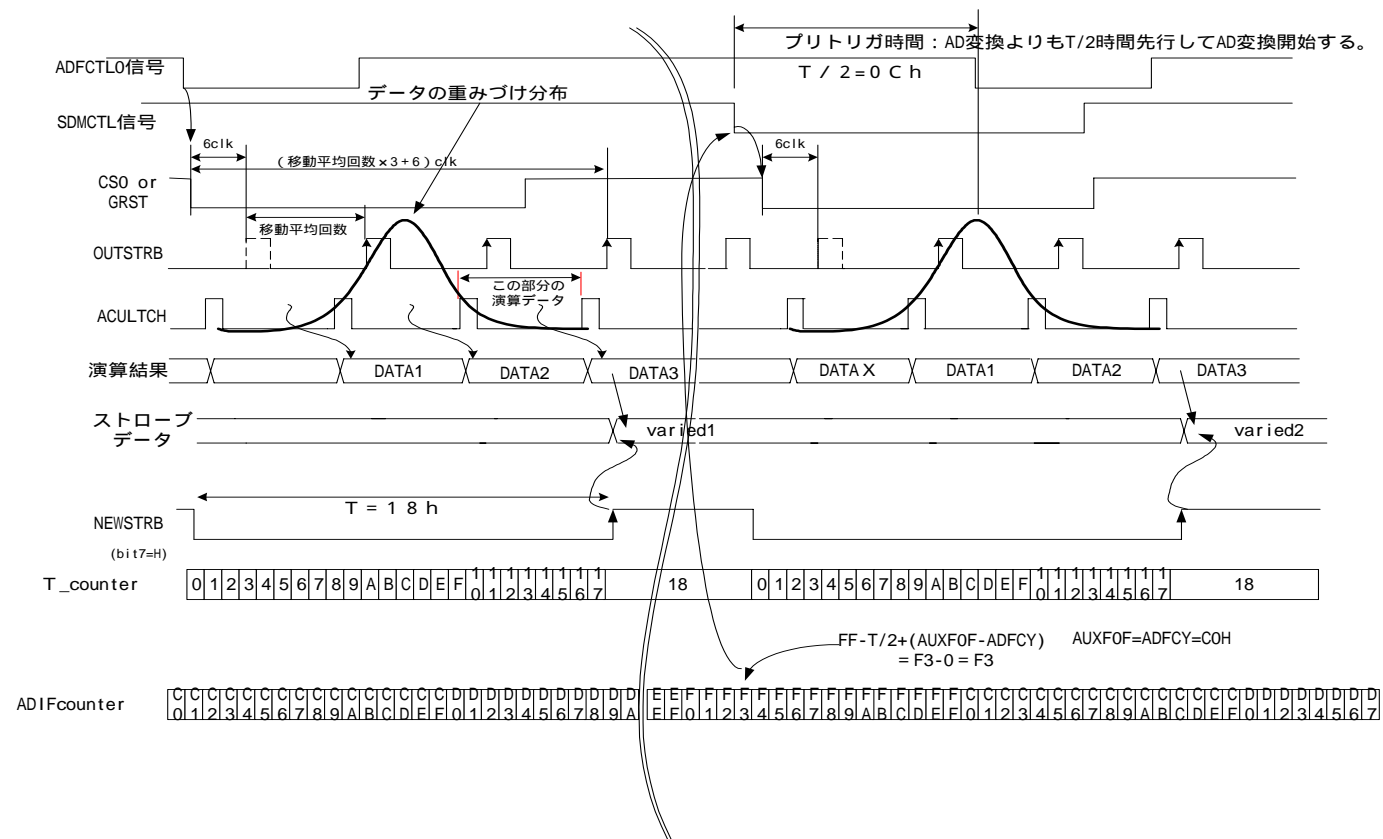 プリトリガ時間：AD変換よりもT/2時間先行してAD変換開始する。
T/2=0Ch
ADFCTL0信号
データの重みづけ分布
SDMCTL信号
6clk
6clk
(移動平均回数×3+6)clk
CS0 or
GRST
移動平均回数
OUTSTRB
この部分の
演算データ
ACULTCH
演算結果
DATA1
DATA2
DATA3
DATAX
DATA1
DATA2
DATA3
ストローブ
データ
varied1
varied2
T=18h
NEWSTRB
(bit7=H)
T_counter
0 1 2 3 4 5 6 7 8 9 A B C D E F 10 11 12 13 14 15 16 17 18
0 1 2 3 4 5 6 7 8 9 A B C D E F 10 11 12 13 14 15 16 17 18
FF-T/2+(AUXFOF-ADFCY)
=F3-0=F3
AUXFOF=ADFCY=C0H
ADIFcounter
C0 C1 C2 C3 C4 C5 C6 C7 C8 C9 CA CB CC CD CE CF D0 D1 D2 D3 D4 D5 D6 D7 D8 D9 DA
EE EF F0 F1 F2 F3 F4 F5 F6 F7 F8 F9 FA FB FC FD FE FF C0 C1 C2 C3 C4 C5 C6 C7 C8 C9 CA CB CC CD CE CF D0 D1 D2 D3 D4 D5 D6 D7